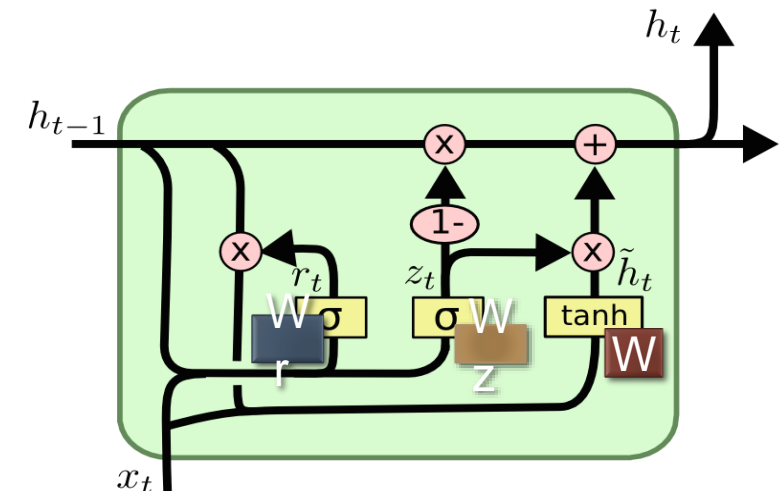 h_t
h_{t-1}
x
+
1-
x
r_t
z_t
x
h̃_t
W
r
σ
σ
W
z
tanh
W
x_t